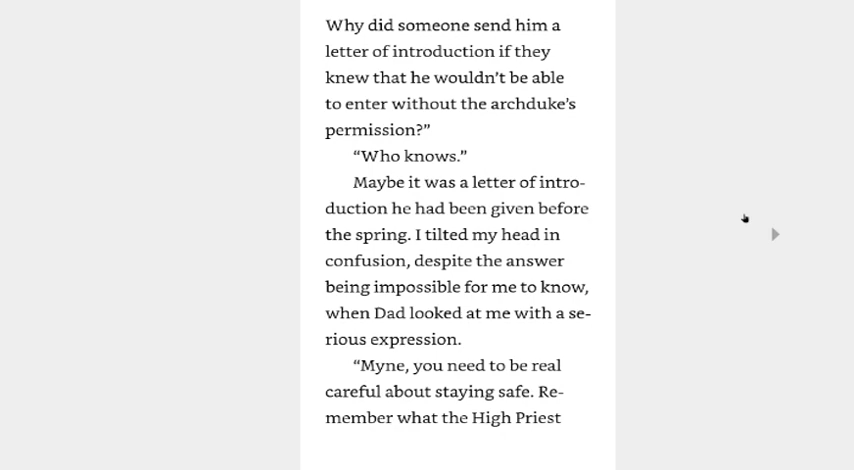 Why did someone send him a
letter of introduction if they
knew that he wouldn’t be able
to enter without the archduke’s
permission?”
“Who knows.”
Maybe it was a letter of intro-
duction he had been given before
the spring. I tilted my head in
confusion, despite the answer
being impossible for me to know,
when Dad looked at me with a se-
rious expression.
“Myne, you need to be real
careful about staying safe. Re-
member what the High Priest